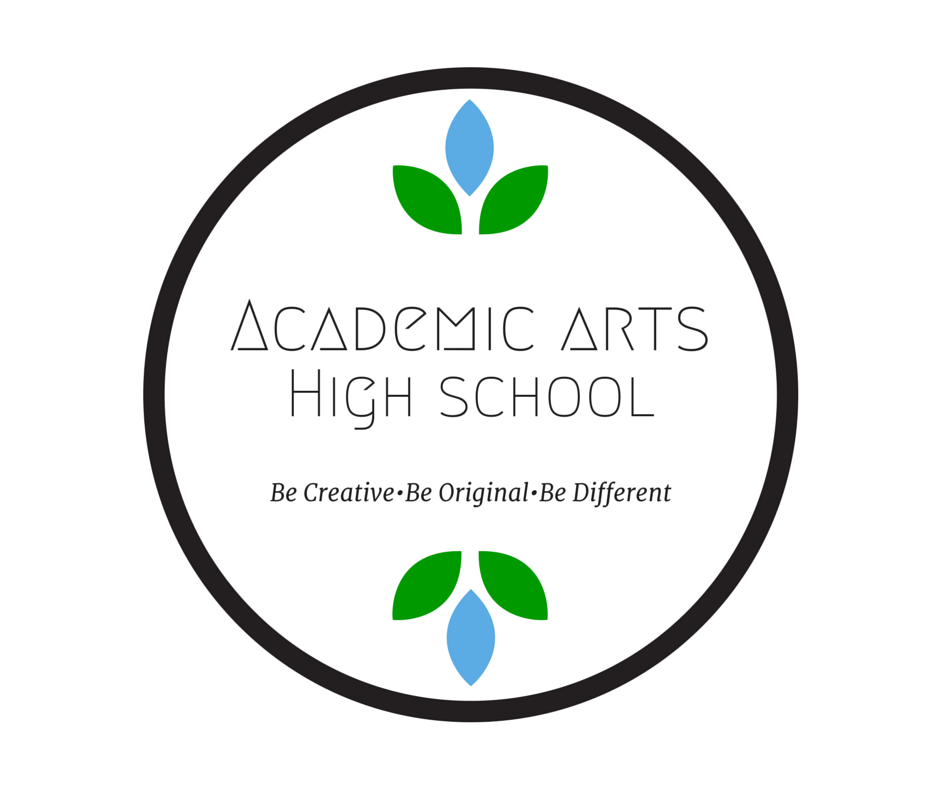 Academic arts
High school
Be Creative•Be Original•Be Different